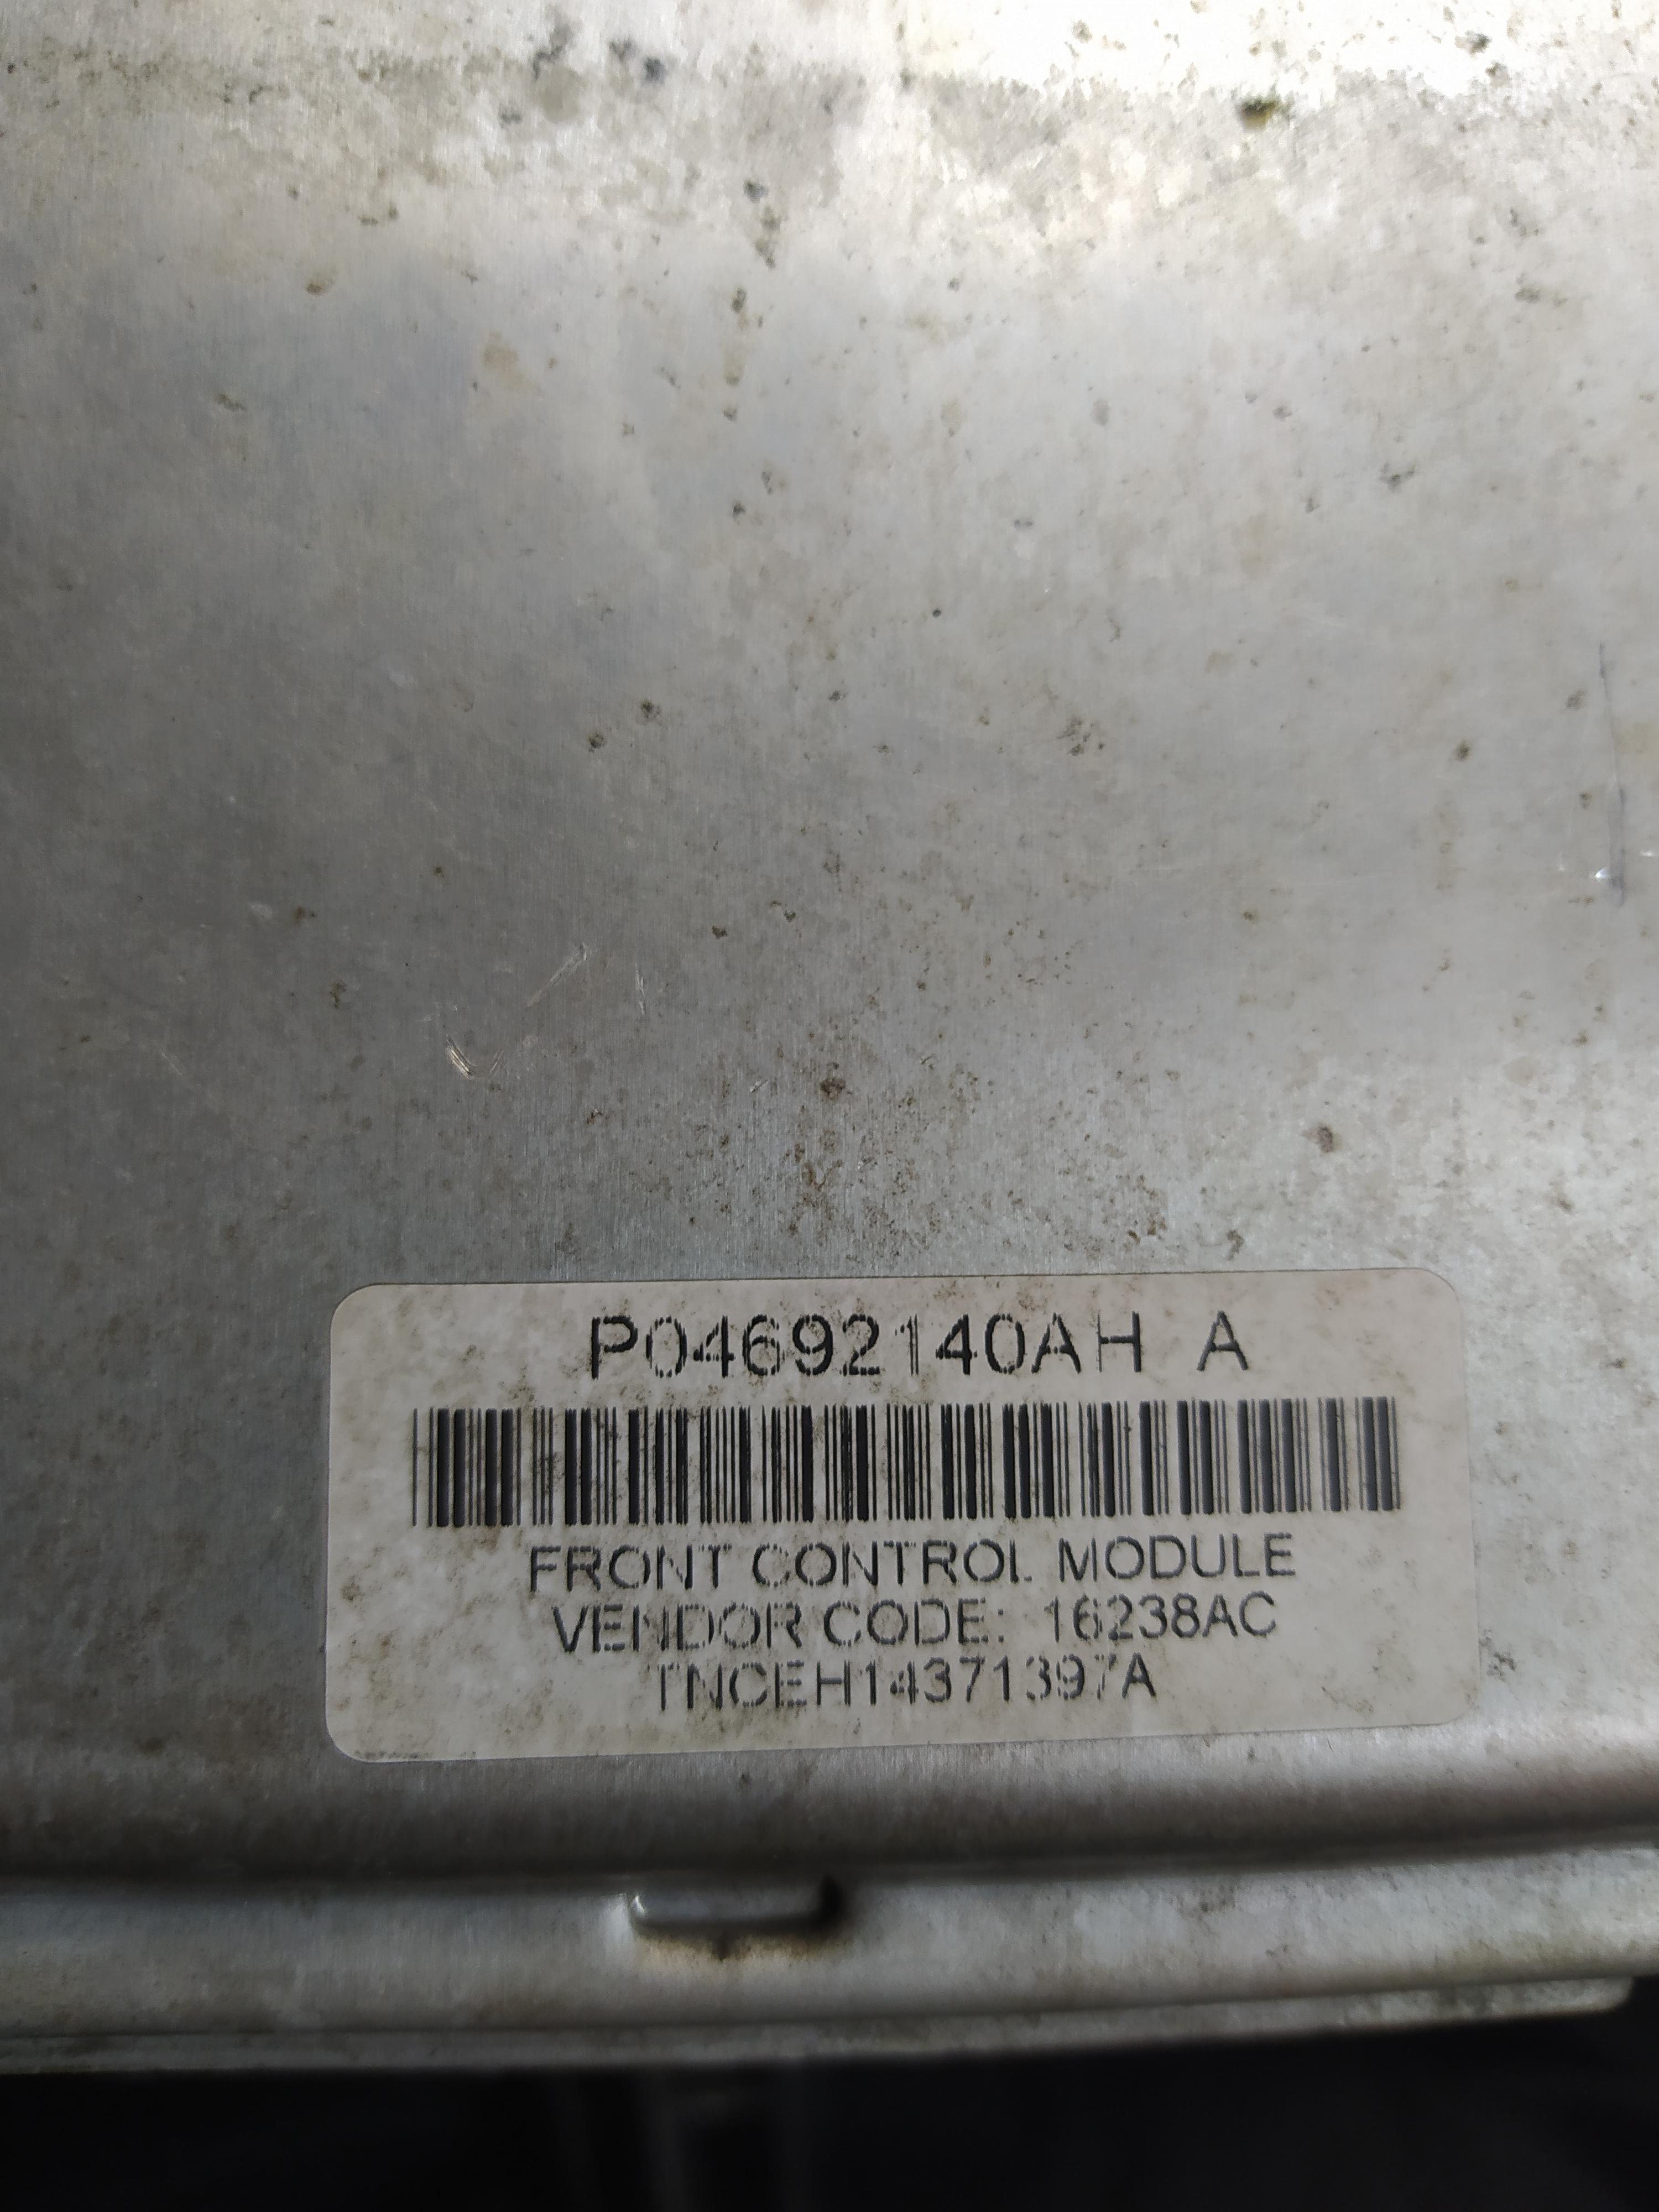 P04692140AH A
FRONT CONTROL MODULE
VENDOR CODE: 16238AC
TNCEH14371397A